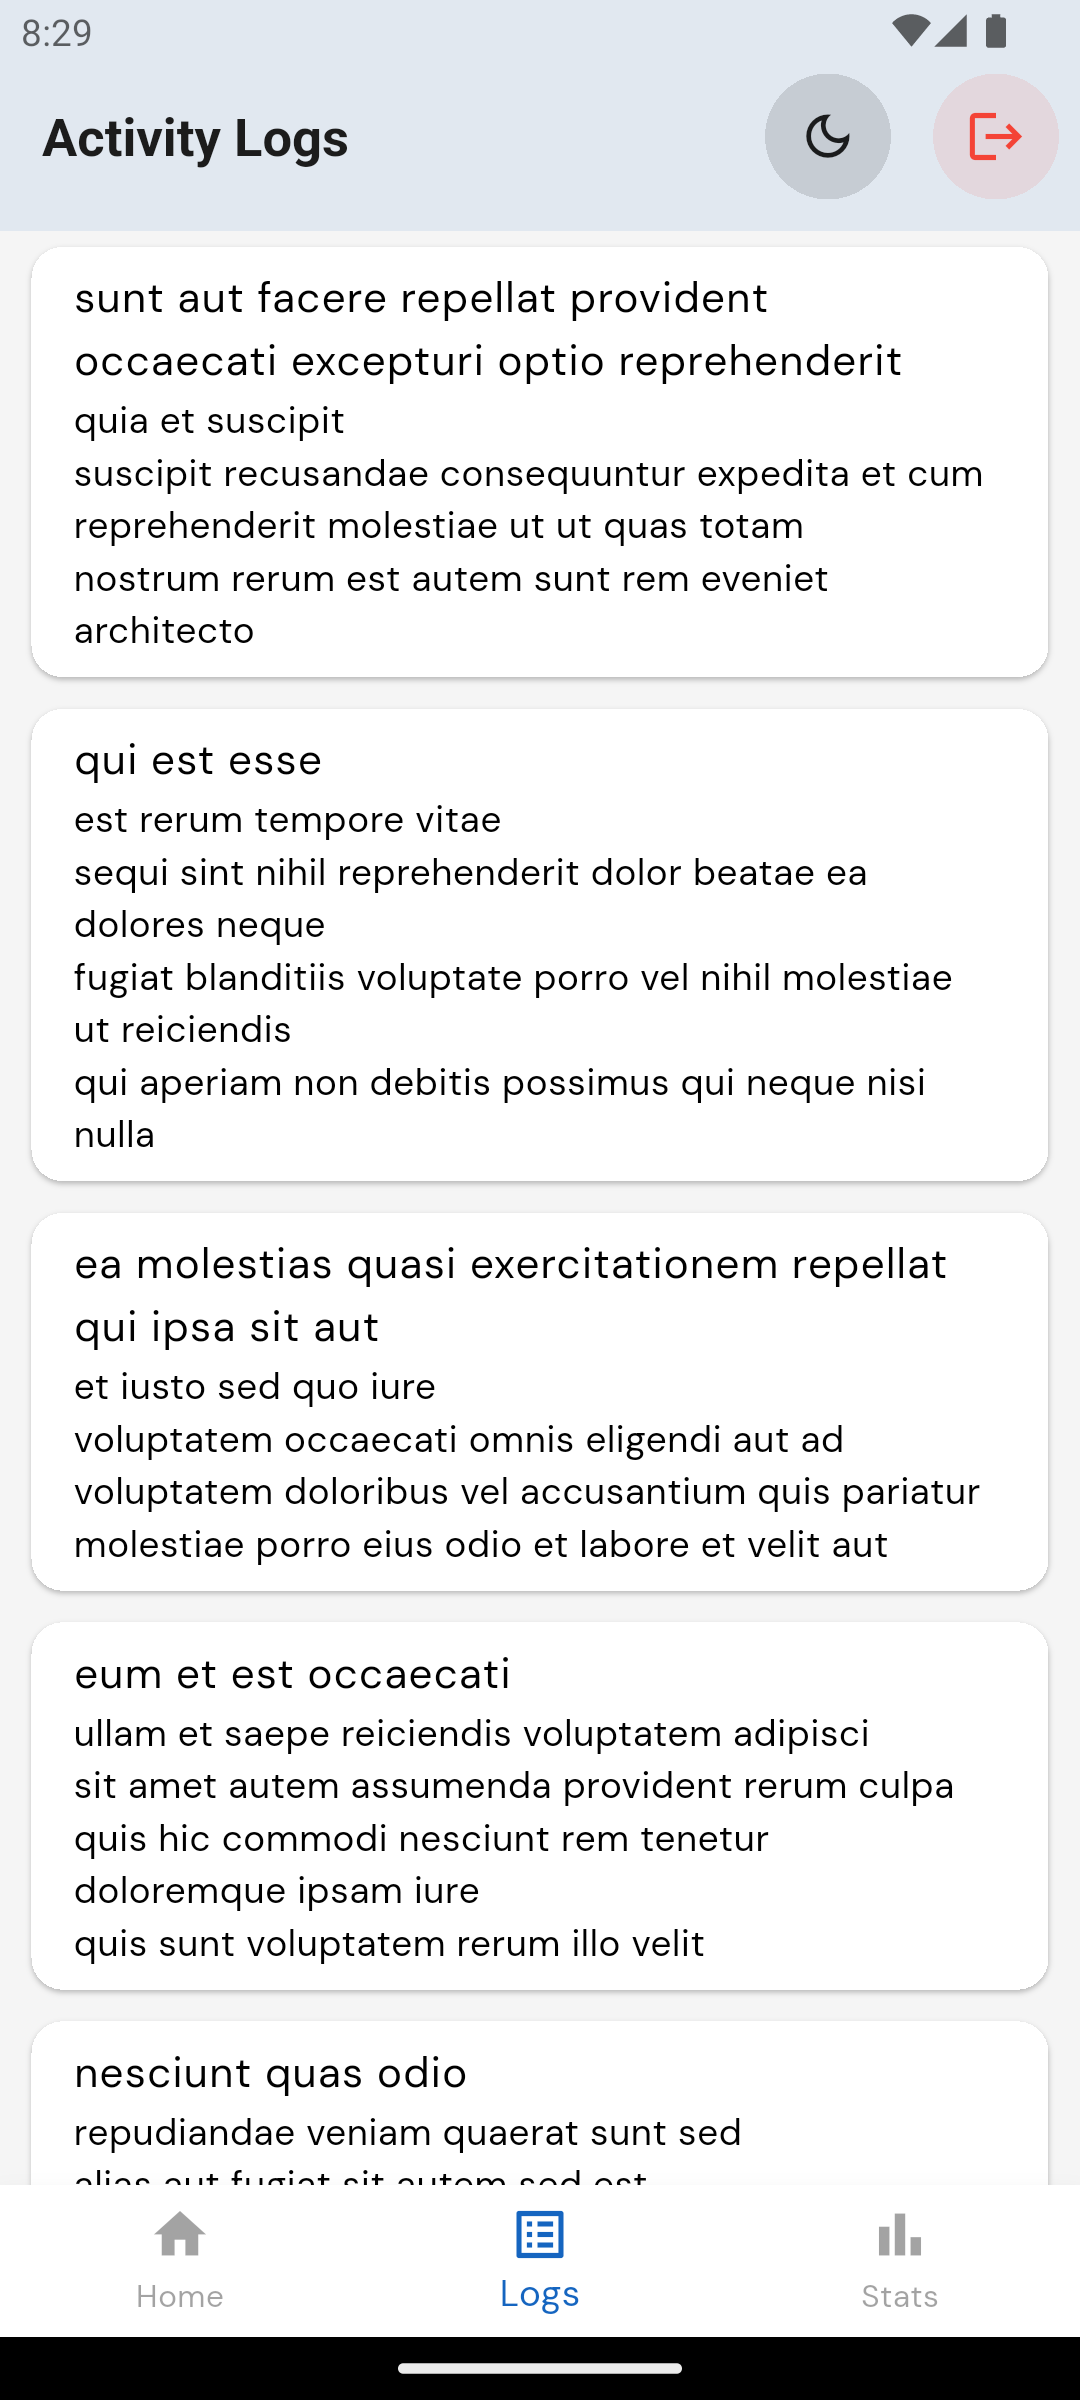 8:29
Activity Logs
sunt aut facere repellat provident
occaecati excepturi optio reprehenderit
quia et suscipit
suscipit recusandae consequuntur expedita et cum
reprehenderit molestiae ut ut quas totam
nostrum rerum est autem sunt rem eveniet
architecto
qui est esse
est rerum tempore vitae
sequi sint nihil reprehenderit dolor beatae ea
dolores neque
fugiat blanditiis voluptate porro vel nihil molestiae
ut reiciendis
qui aperiam non debitis possimus qui neque nisi
nulla
ea molestias quasi exercitationem repellat
qui ipsa sit aut
et iusto sed quo iure
voluptatem occaecati omnis eligendi aut ad
voluptatem doloribus vel accusantium quis pariatur
molestiae porro eius odio et labore et velit aut
eum et est occaecati
ullam et saepe reiciendis voluptatem adipisci
sit amet autem assumenda provident rerum culpa
quis hic commodi nesciunt rem tenetur
doloremque ipsam iure
quis sunt voluptatem rerum illo velit
nesciunt quas odio
repudiandae veniam quaerat sunt sed
alias aut fugiat sit autem sed est
Home
Logs
Stats